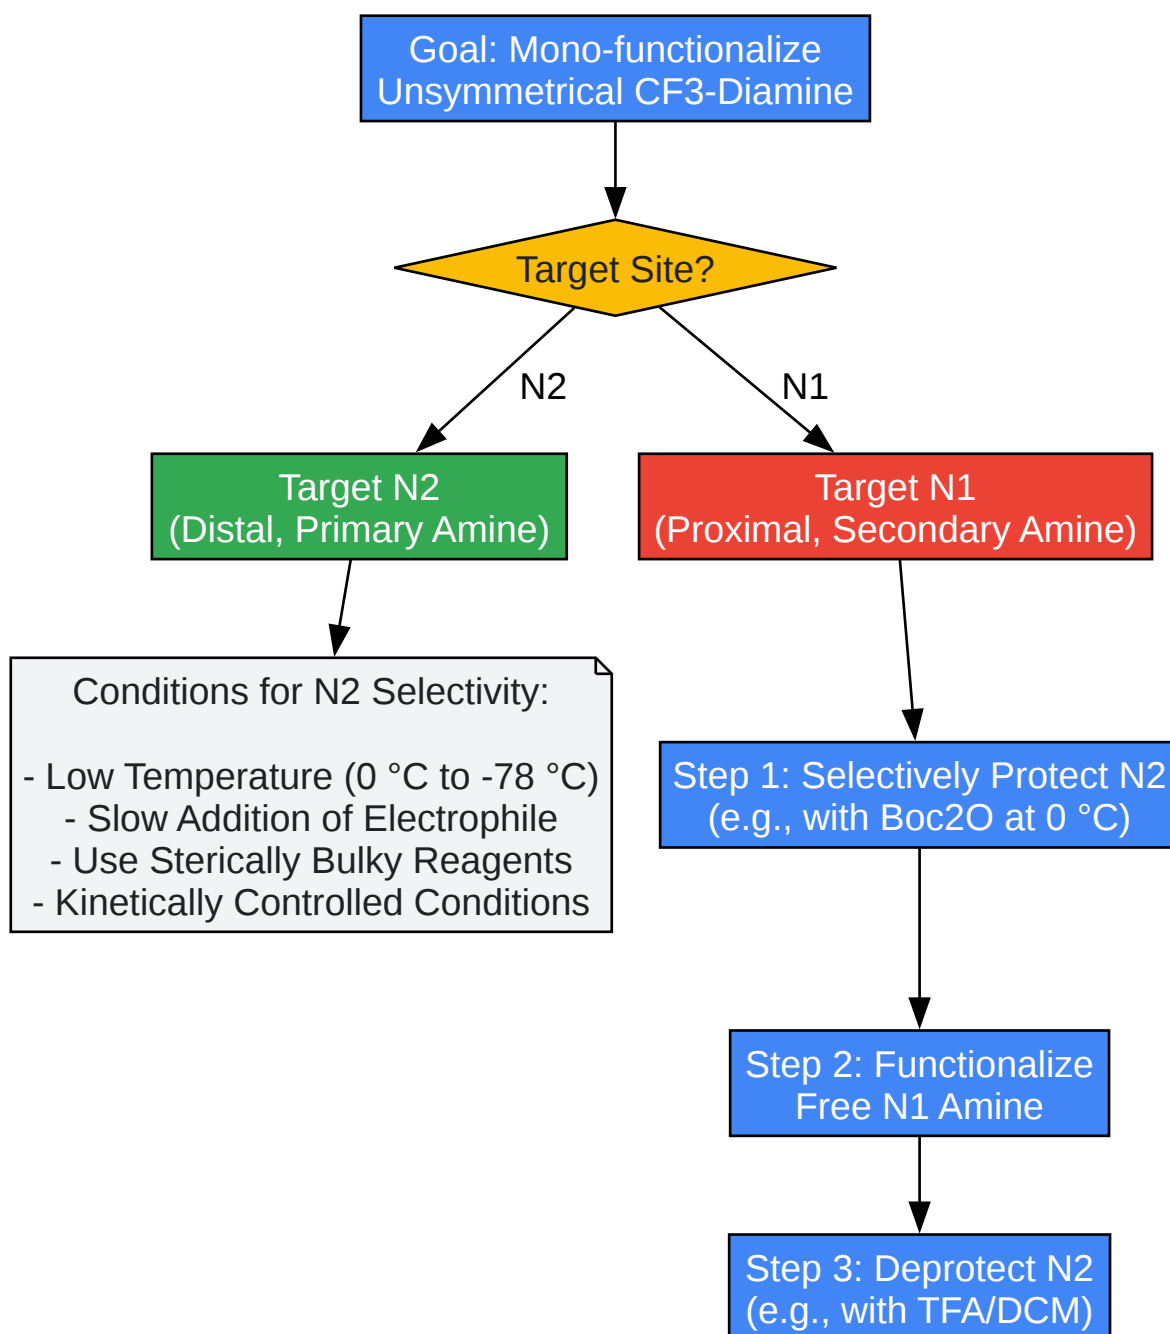 Goal: Mono-functionalize
Unsymmetrical CF3-Diamine
Target Site?
N2
N1
Target N2
(Distal, Primary Amine)
Target N1
(Proximal, Secondary Amine)
Conditions for N2 Selectivity:
- Low Temperature (0 °C to -78 °C)
- Slow Addition of Electrophile
- Use Sterically Bulky Reagents
- Kinetically Controlled Conditions
Step 1: Selectively Protect N2
(e.g., with Boc2O at 0 °C)
Step 2: Functionalize
Free N1 Amine
Step 3: Deprotect N2
(e.g., with TFA/DCM)